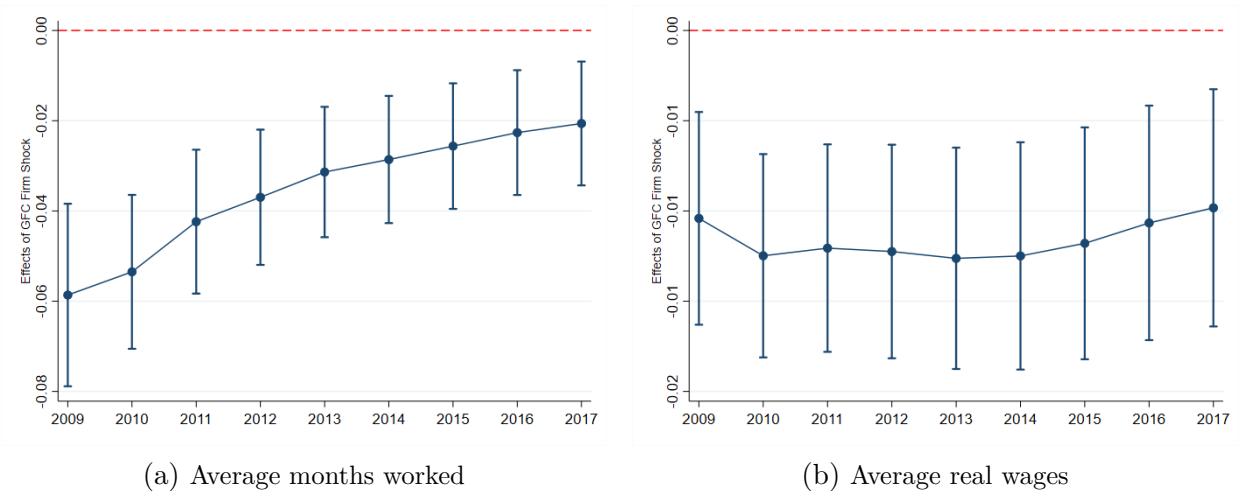 Effects of GFC Firm Shock
0.00
-0.02
-0.04
-0.06
-0.08
2009 2010 2011 2012 2013 2014 2015 2016 2017
(a) Average months worked
Effects of GFC Firm Shock
0.00
-0.01
-0.01
-0.01
-0.02
2009 2010 2011 2012 2013 2014 2015 2016 2017
(b) Average real wages